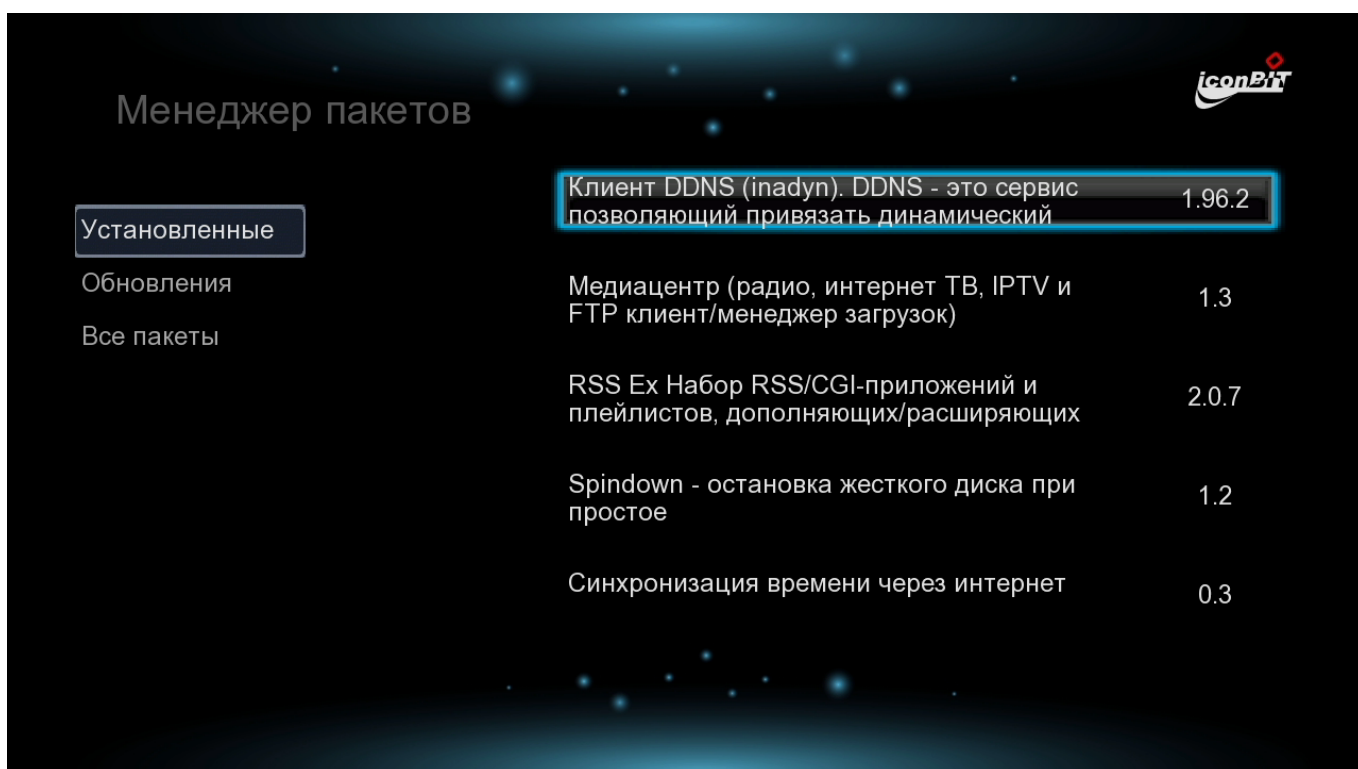 iconBIT
Менеджер пакетов
Установленные
Обновления
Все пакеты
Клиент DDNS (inadyn). DDNS - это сервис
позволяющий привязать динамический
1.96.2
Медиацентр (радио, интернет ТВ, IPTV и
FTP клиент/менеджер загрузок)
1.3
RSS Ex Набор RSS/CGI-приложений и
плейлистов, дополняющих/расширяющих
2.0.7
Spindown - остановка жесткого диска при
простое
1.2
Синхронизация времени через интернет
0.3